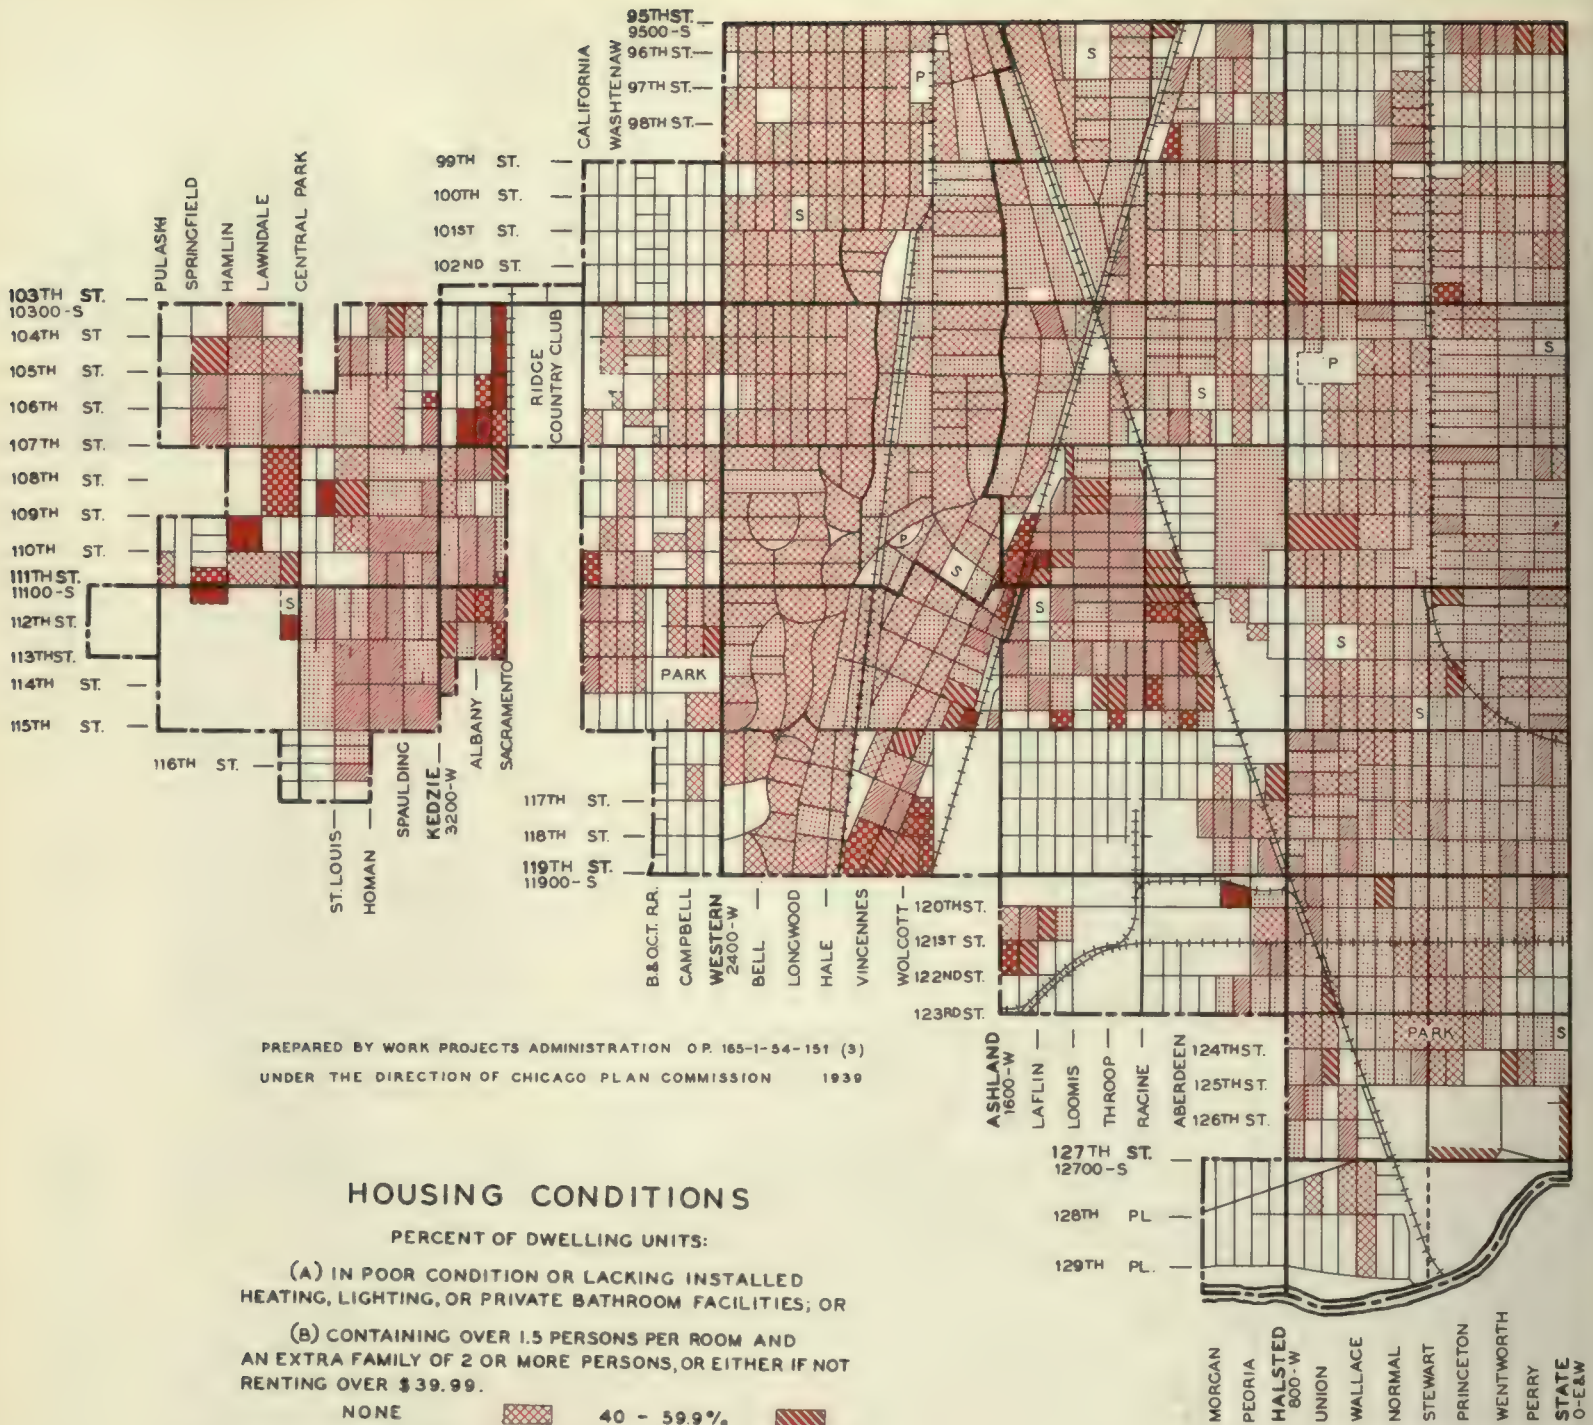 95TH ST.
9500-S
96TH ST.
97TH ST.
98TH ST.
CALIFORNIA
WASHTENAW
99TH ST.
100TH ST.
101ST ST.
102ND ST.
PULASKI
SPRINGFIELD
HAMLIN
LAWNDALE
CENTRAL PARK
103TH ST.
10300-S
104TH ST
105TH ST.
106TH ST.
107TH ST.
108TH ST.
109TH ST.
110TH ST.
111TH ST.
11100-S
112TH ST.
113TH ST.
114TH ST.
115TH ST.
116TH ST.
RIDGE
COUNTRY CLUB
P
S
S
S
P
S
S
P
S
S
S
S
PARK
S
ST. LOUIS
HOMAN
SPAULDING
KEDZIE
3200-W
ALBANY
SACRAMENTO
117TH ST.
118TH ST.
119TH ST.
11900-S
B.&O.C.T. R.R.
CAMPBELL
WESTERN
2400-W
BELL
LONGWOOD
HALE
VINCENNES
WOLCOTT
120TH ST.
121ST ST.
122ND ST.
123RD ST.
PARK
S
ASHLAND
1600-W
LAFLIN
LOOMIS
THROOP
RACINE
ABERDEEN
124TH ST.
125TH ST.
126TH ST.
127TH ST.
12700-S
128TH PL
129TH PL.
MORGAN
PEORIA
HALSTED
800-W
UNION
WALLACE
NORMAL
STEWART
PRINCETON
WENTWORTH
PERRY
STATE
O-E&W
PREPARED BY WORK PROJECTS ADMINISTRATION O.P. 165-1-54-151 (3)
UNDER THE DIRECTION OF CHICAGO PLAN COMMISSION 1939
HOUSING CONDITIONS
PERCENT OF DWELLING UNITS:
(A) IN POOR CONDITION OR LACKING INSTALLED
HEATING, LIGHTING, OR PRIVATE BATHROOM FACILITIES; OR
(B) CONTAINING OVER 1.5 PERSONS PER ROOM AND
AN EXTRA FAMILY OF 2 OR MORE PERSONS, OR EITHER IF NOT
RENTING OVER $39.99.
NONE 40 - 59.9%